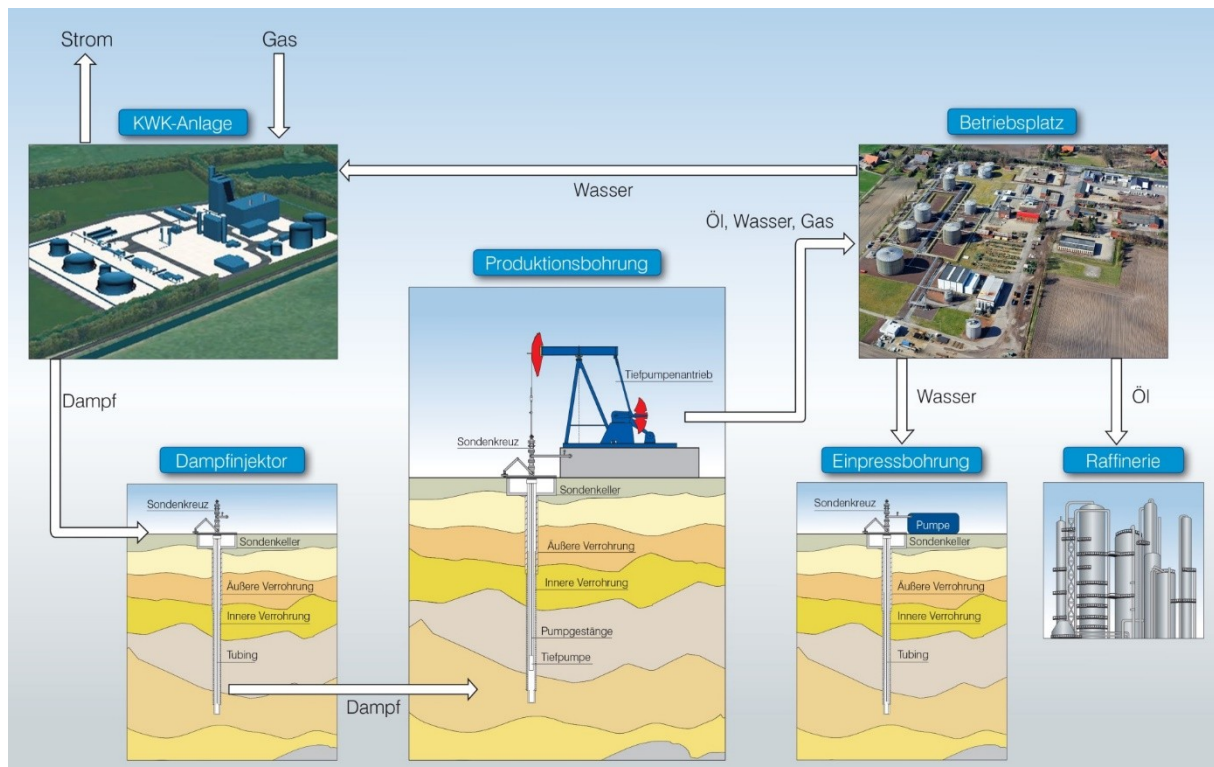 Strom
Gas
KWK-Anlage
Betriebsplatz
Wasser
Öl, Wasser, Gas
Produktionsbohrung
Tiefpumpenantrieb
Sondenkreuz
Sondenkeller
Äußere Verrohrung
Innere Verrohrung
Pumpgestänge
Tiefpumpe
Dampf
Dampfinjektor
Sondenkreuz
Sondenkeller
Äußere Verrohrung
Innere Verrohrung
Tubing
Dampf
Wasser
Öl
Einpressbohrung
Raffinerie
Sondenkreuz
Pumpe
Sondenkeller
Äußere Verrohrung
Innere Verrohrung
Tubing